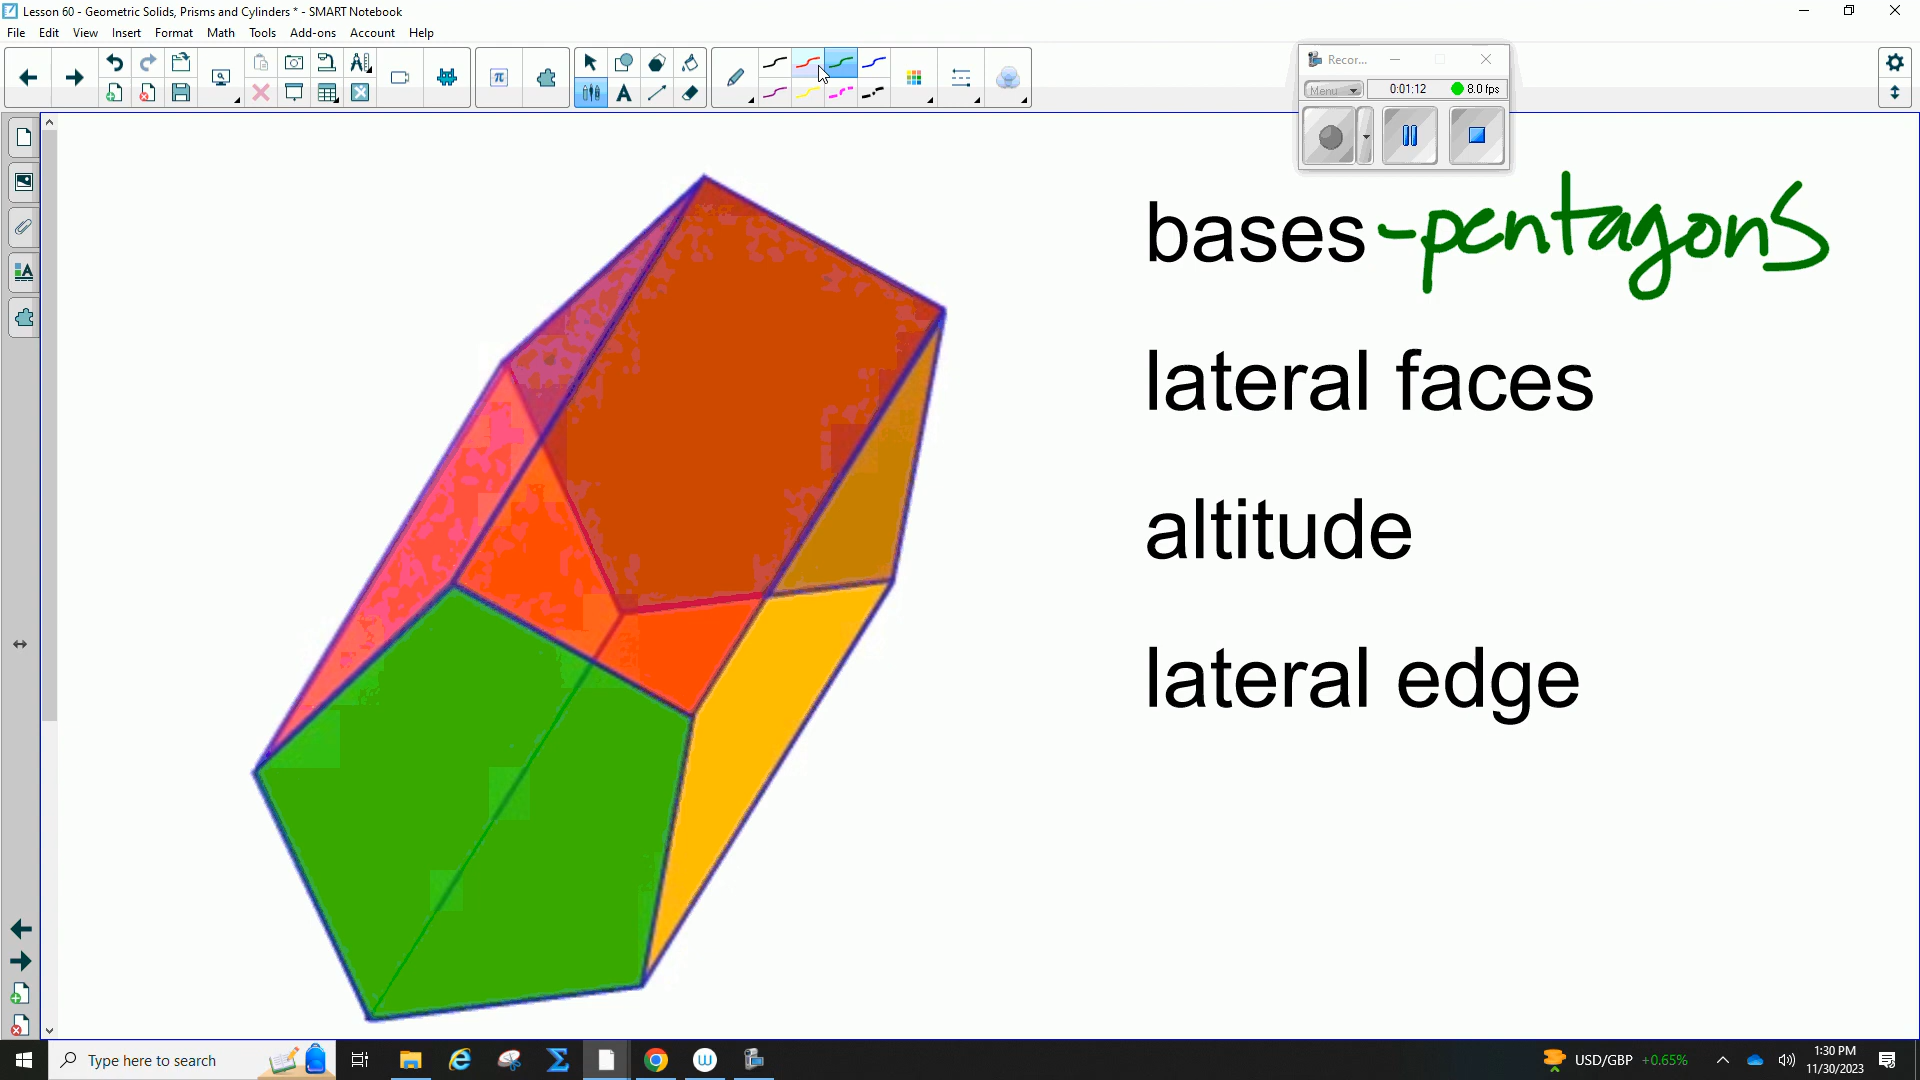 Lesson 60 - Geometric Solids, Prisms and Cylinders * - SMART Notebook
File Edit View Insert Format Math Tools Add-ons Account Help
Recor...
Menu 0:01:12 8.0 fps
bases -pentagons
lateral faces
altitude
lateral edge
Type here to search
USD/GBP +0.65%
1:30 PM
11/30/2023